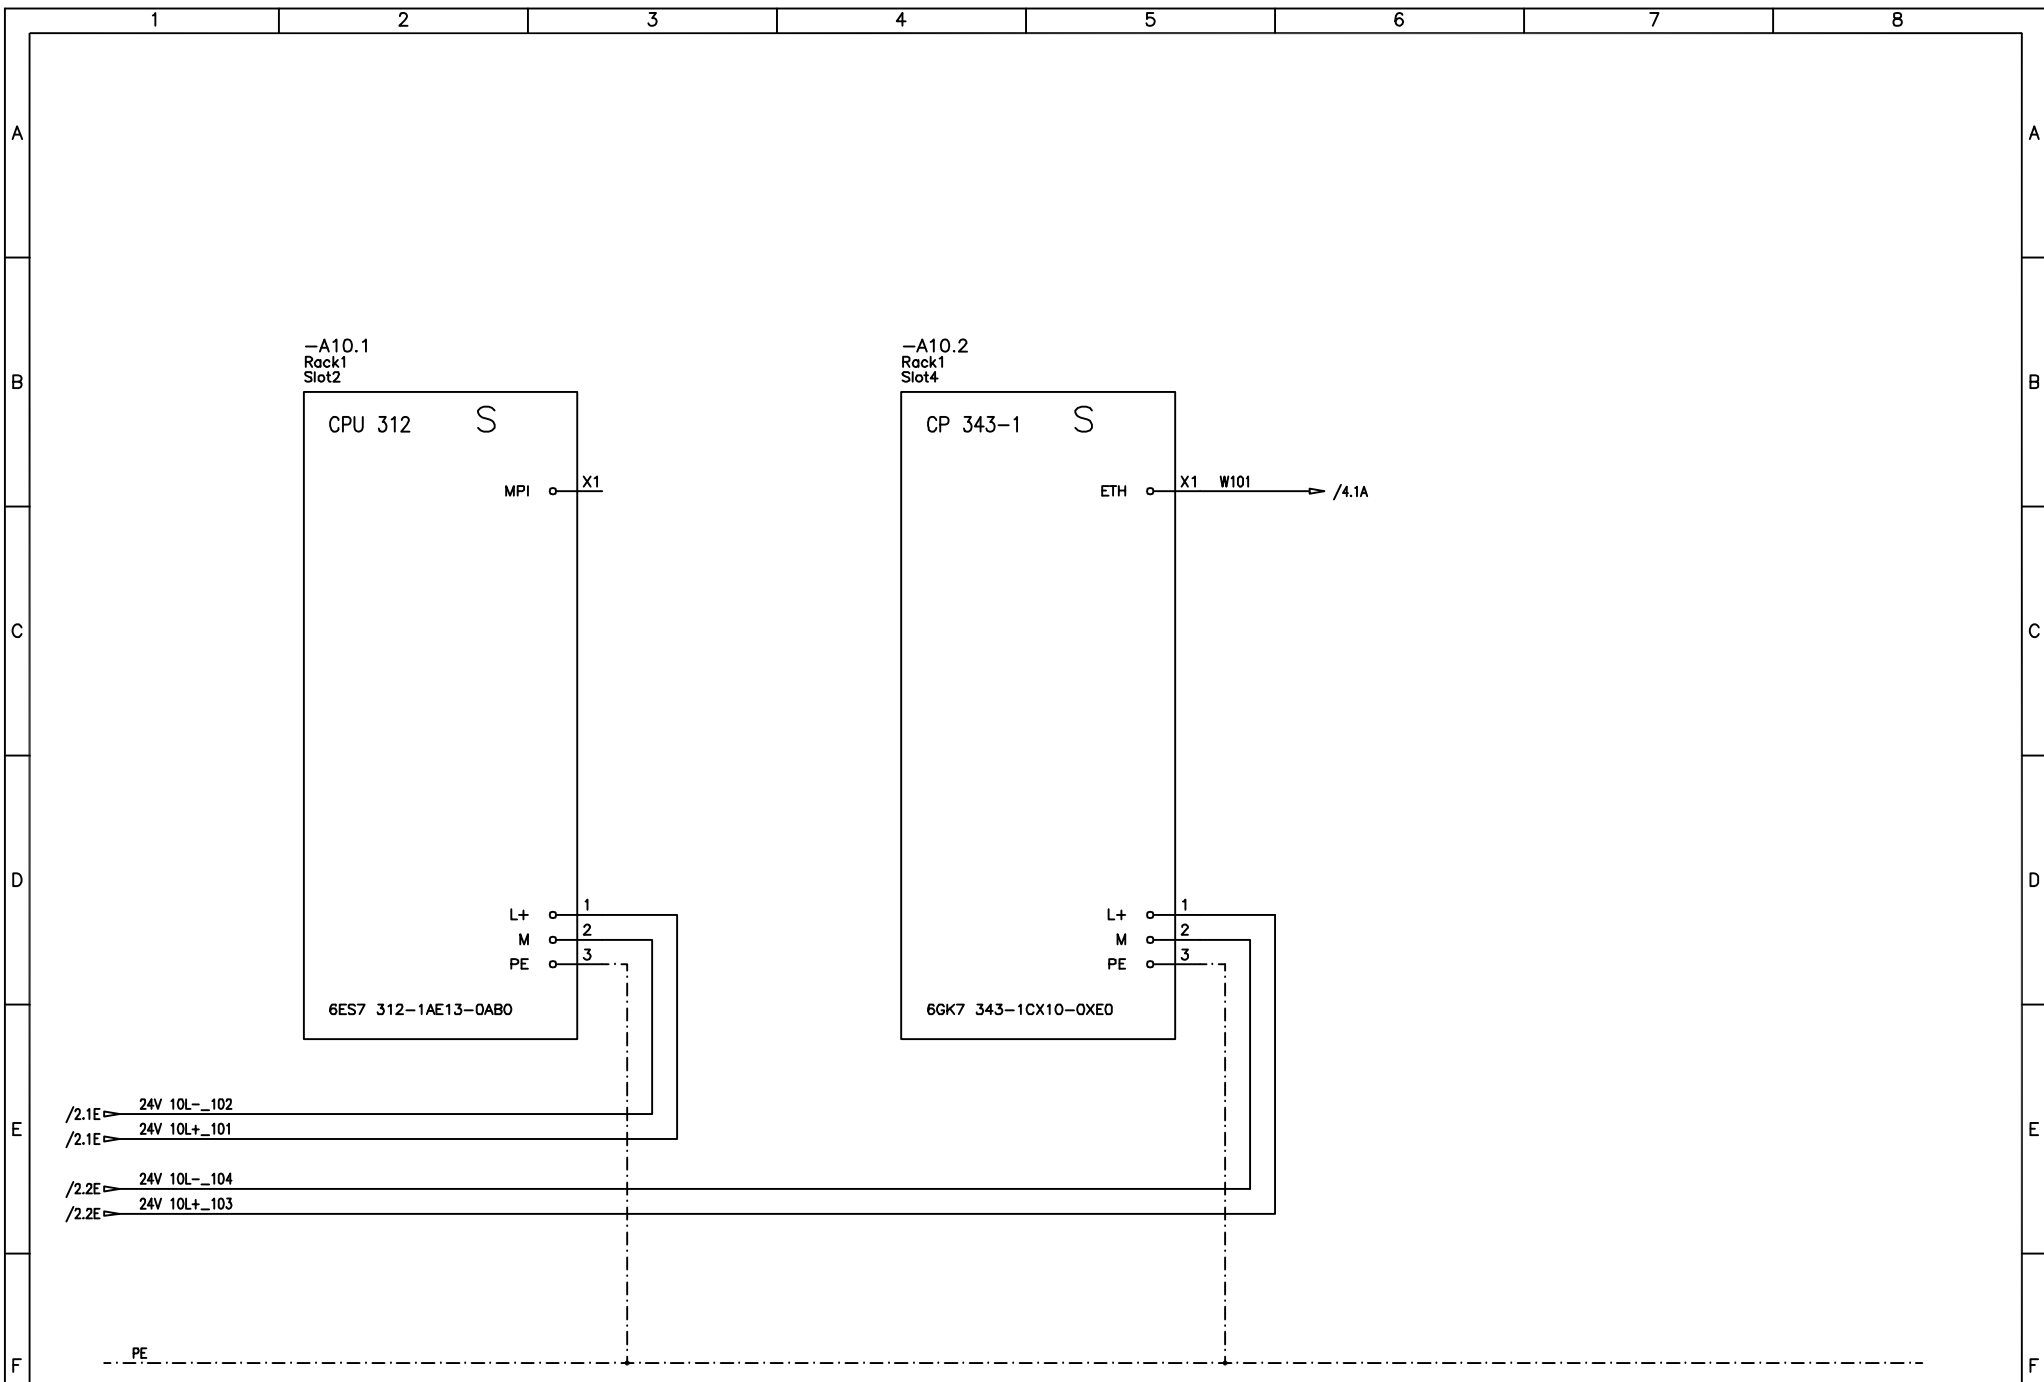 1 2 3 4 5 6 7 8
A A
-A10.1 -A10.2
Rack1 Rack1
Slot2 Slot4
B B
CPU 312 S CP 343-1 S
MPI X1 ETH X1 W101 /4.1A
C C
D D
L+ 1 L+ 1
M 2 M 2
PE 3 PE 3
6ES7 312-1AE13-0AB0 6GK7 343-1CX10-0XE0
/2.1E 24V 10L-_102
E E
/2.1E 24V 10L+_101
/2.2E 24V 10L-_104
/2.2E 24V 10L+_103
PE
F F